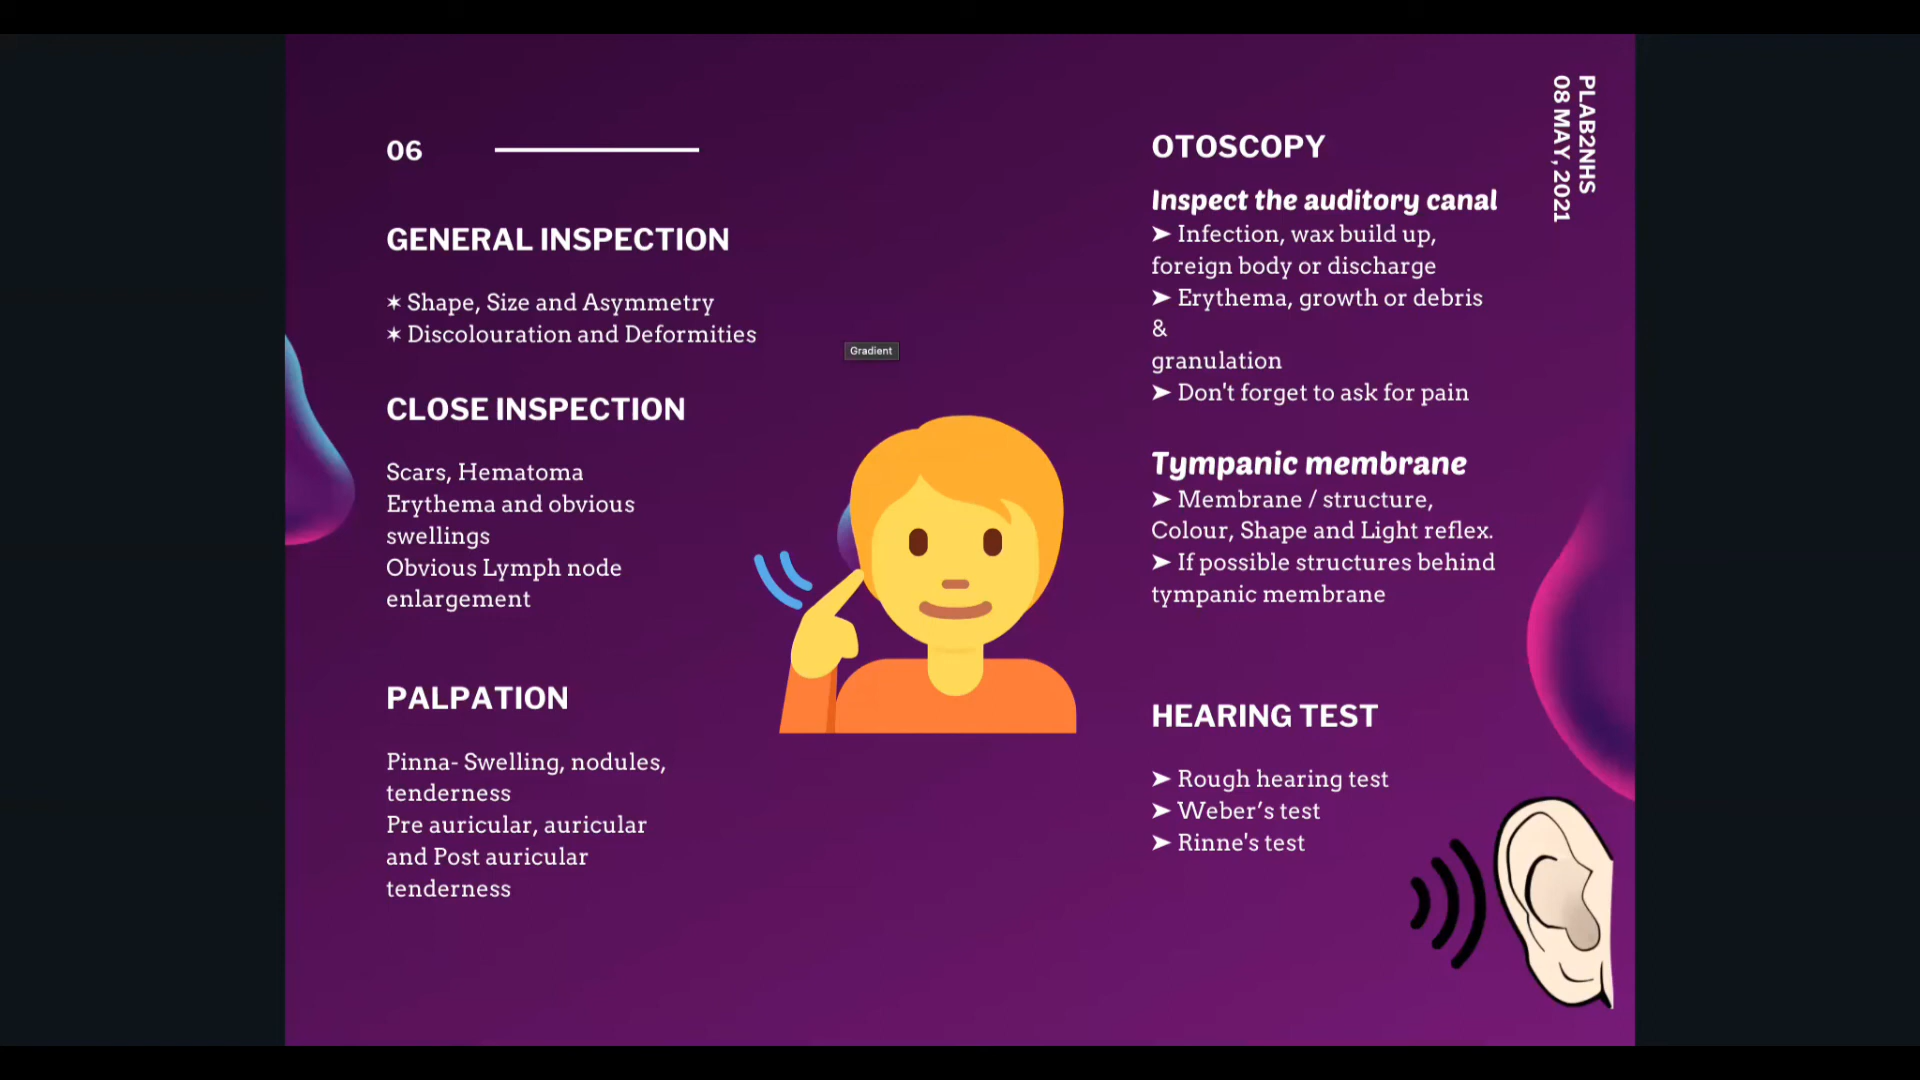 06
GENERAL INSPECTION
✶ Shape, Size and Asymmetry
✶ Discolouration and Deformities
CLOSE INSPECTION
Scars, Hematoma
Erythema and obvious
swellings
Obvious Lymph node
enlargement
PALPATION
Pinna- Swelling, nodules,
tenderness
Pre auricular, auricular
and Post auricular
tenderness
Gradient
OTOSCOPY
Inspect the auditory canal
➤ Infection, wax build up,
foreign body or discharge
➤ Erythema, growth or debris
&
granulation
➤ Don't forget to ask for pain
Tympanic membrane
➤ Membrane / structure,
Colour, Shape and Light reflex.
➤ If possible structures behind
tympanic membrane
HEARING TEST
➤ Rough hearing test
➤ Weber’s test
➤ Rinne's test
PLAB2NHS
08 MAY, 2021